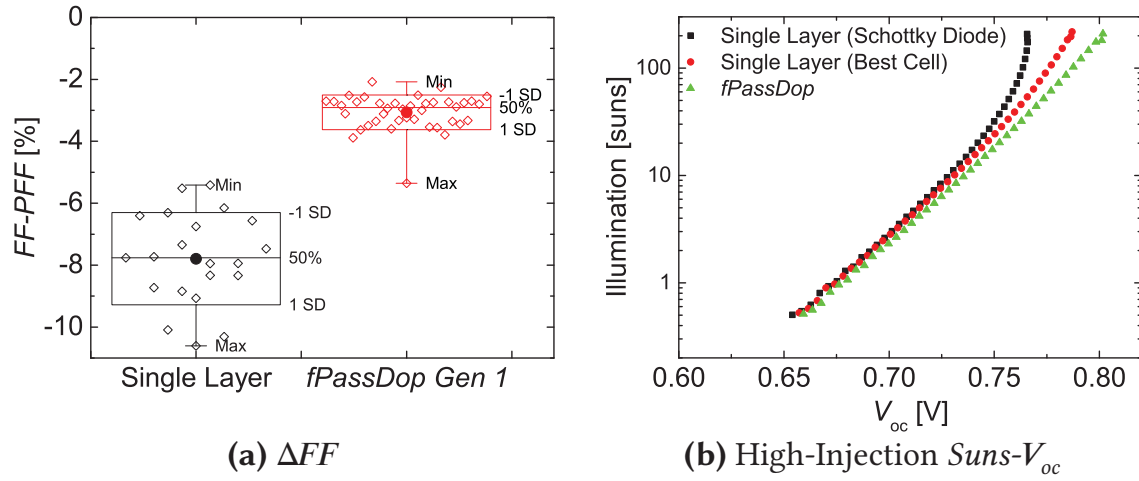 0
-2
-4
-6
-8
-10
FF-PFF [%]
Min
-1 SD
50%
1 SD
Max
Min
-1 SD
50%
1 SD
Max
Single Layer
fPassDop Gen 1
(a) ΔFF
Single Layer (Schottky Diode)
Single Layer (Best Cell)
fPassDop
100
10
1
Illumination [suns]
0.60
0.65
0.70
0.75
0.80
Voc [V]
(b) High-Injection Suns-Voc